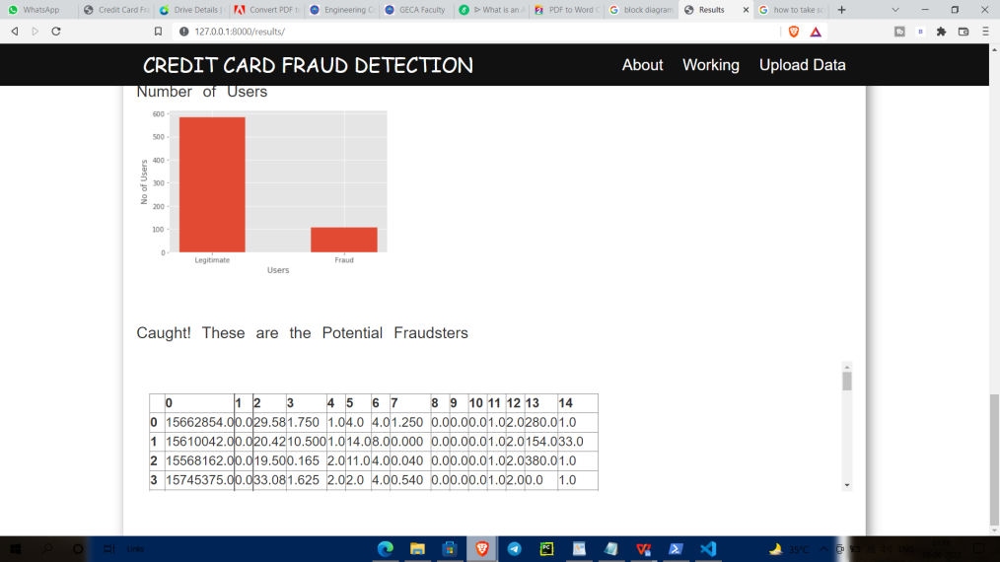 WhatsApp Credit Card Fra Drive Details | Convert PDF to Engineering Co GECA Faculty What is an A PDF to Word C block diagram Results how to take sc
127.0.0.1:8000/results/
CREDIT CARD FRAUD DETECTION About Working Upload Data
Number of Users
600
500
400
300
200
100
0
No of Users
Legitimate Fraud
Users
Caught! These are the Potential Fraudsters
0 1 2 3 4 5 6 7 8 9 10 11 12 13 14
0 15662854.0 0.0 29.58 1.750 1.0 4.0 4.0 1.250 0.0 0.0 0.0 1.0 2.0 280.0 1.0
1 15610042.0 0.0 20.42 10.500 1.0 14.0 8.0 0.000 0.0 0.0 0.0 1.0 2.0 154.0 33.0
2 15568162.0 0.0 19.50 0.165 2.0 11.0 4.0 0.040 0.0 0.0 0.0 1.0 2.0 380.0 1.0
3 15745375.0 0.0 33.08 1.625 2.0 2.0 4.0 0.540 0.0 0.0 0.0 1.0 2.0 0.0 1.0
Links 35°C ENG